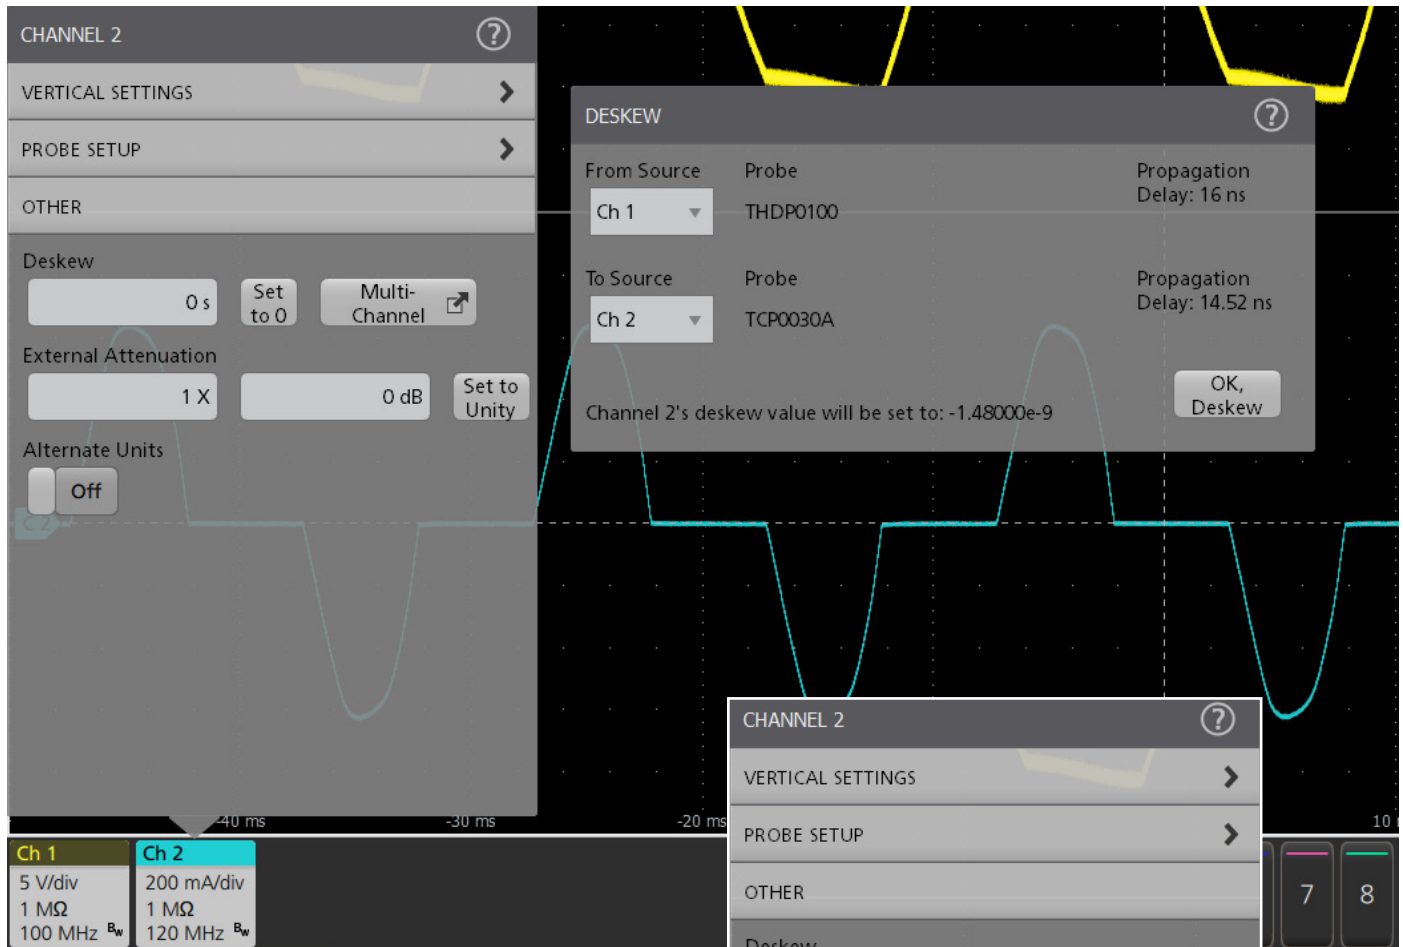 CHANNEL 2
?
VERTICAL SETTINGS
PROBE SETUP
OTHER
Deskew
0 s
Set
to 0
Multi-
Channel
External Attenuation
1 X
0 dB
Set to
Unity
Alternate Units
Off
C 2
DESKEW
?
From Source
Probe
Propagation
Delay: 16 ns
Ch 1
THDP0100
To Source
Probe
Propagation
Delay: 14.52 ns
Ch 2
TCP0030A
OK,
Deskew
Channel 2's deskew value will be set to: -1.48000e-9
-40 ms
-30 ms
-20 ms
10
CHANNEL 2
?
VERTICAL SETTINGS
PROBE SETUP
OTHER
Deskew
Ch 1
5 V/div
1 MΩ
100 MHz Bw
Ch 2
200 mA/div
1 MΩ
120 MHz Bw
7
8